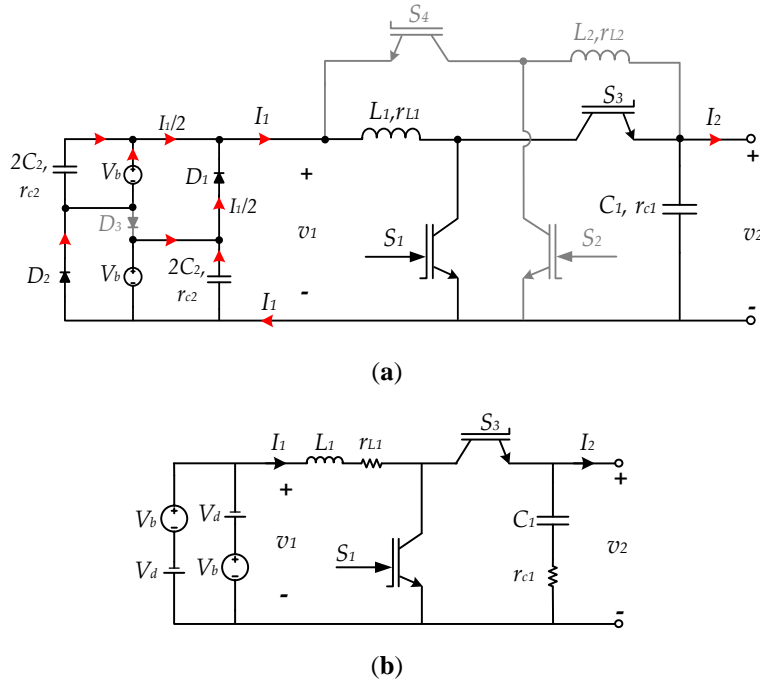 S4
L2,rL2
I1/2
I1
L1,rL1
S3
I2
2C2,
rc2
Vb
D1
+
+
D3
I1/2
v1
C1, rc1
S1
S2
v2
D2
Vb
2C2,
rc2
-
-
I1
(a)
I1
L1
rL1
S3
I2
+
+
Vb
Vd
v1
C1
v2
S1
Vd
Vb
rc1
-
-
(b)